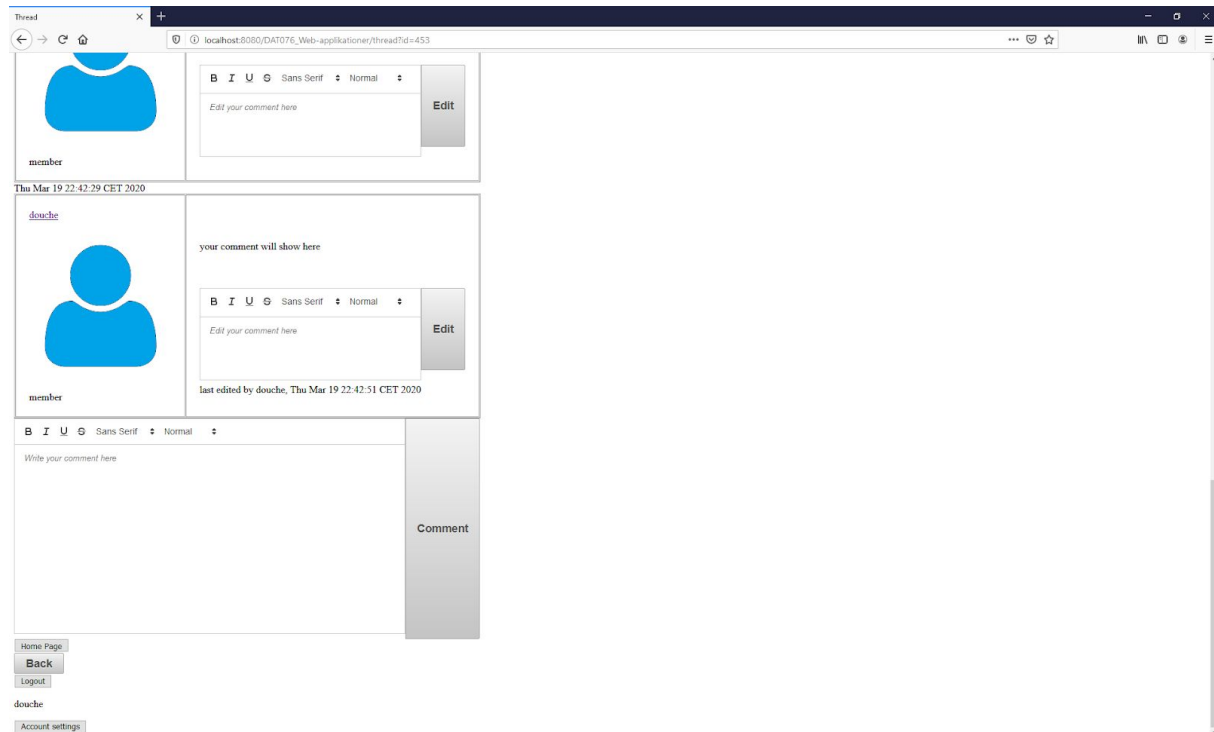 Thread
localhost:8080/DAT076_Web-applikationer/thread?id=453
B I U S Sans Serif Normal
Edit your comment here
Edit
member
Thu Mar 19 22:42:29 CET 2020
douche
your comment will show here
B I U S Sans Serif Normal
Edit your comment here
Edit
last edited by douche, Thu Mar 19 22:42:51 CET 2020
member
B I U S Sans Serif Normal
Write your comment here
Comment
Home Page
Back
Logout
douche
Account settings